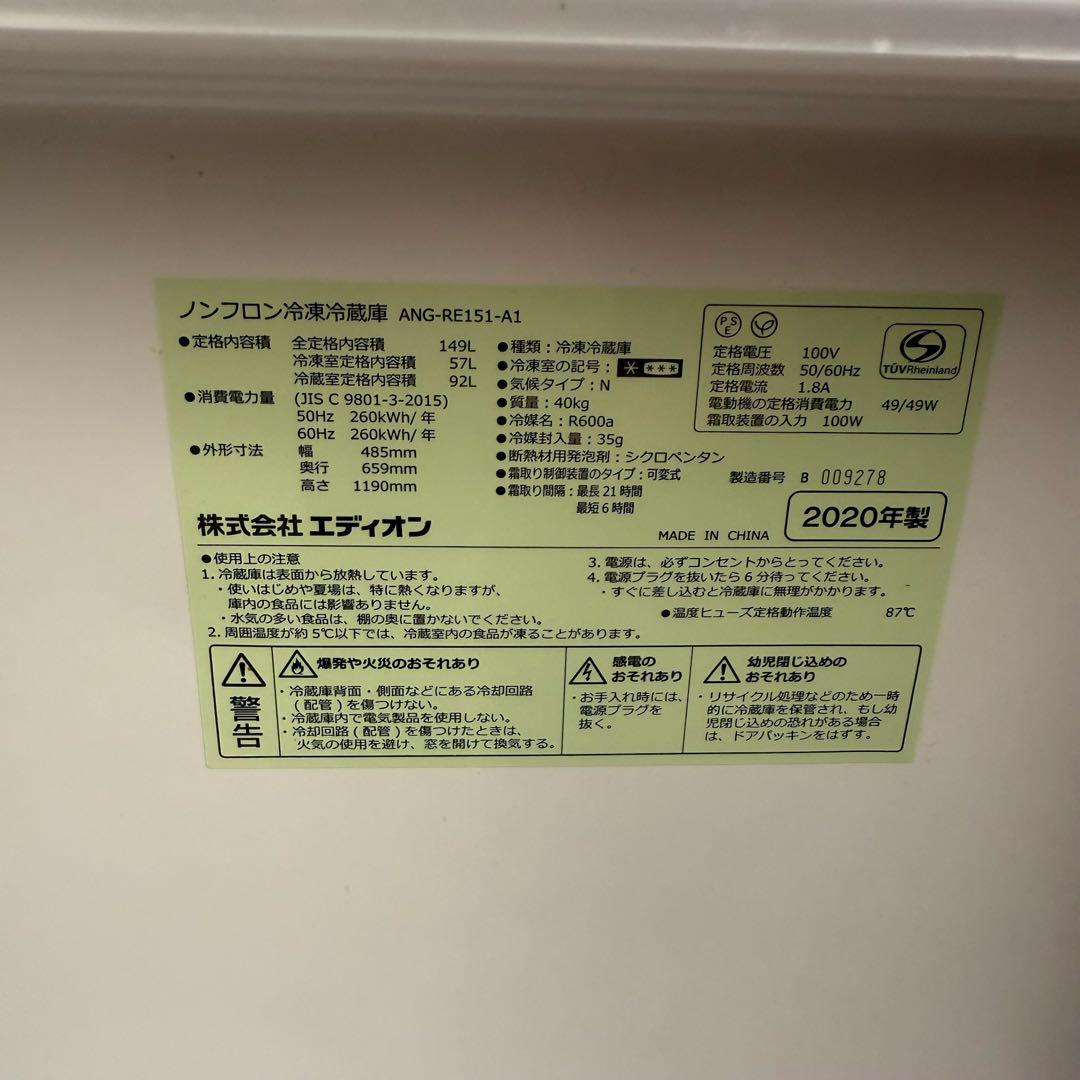 ノンフロン冷凍冷蔵庫 ANG-RE151-A1
●定格内容積 全定格内容積 149L
冷凍室定格内容積 57L
冷蔵室定格内容積 92L
●消費電力量 (JIS C 9801-3-2015)
50Hz 260kWh/年
60Hz 260kWh/年
●外形寸法 幅 485mm
奥行 659mm
高さ 1190mm
●種類：冷凍冷蔵庫
●冷凍室の記号： ＊ ＊＊＊
●気候タイプ：N
●質量：40kg
●冷媒名：R600a
●冷媒封入量：35g
●断熱材用発泡剤：シクロペンタン
●霜取り制御装置のタイプ：可変式
●霜取り間隔：最長 21 時間
最短 6 時間
PSE
定格電圧 100V
定格周波数 50/60Hz
定格電流 1.8A
電動機の定格消費電力 49/49W
霜取装置の入力 100W
TÜVRheinland
製造番号 B 009278
株式会社 エディオン
MADE IN CHINA
2020年製
●使用上の注意
1. 冷蔵庫は表面から放熱しています。
・使いはじめや夏場は、特に熱くなりますが、
庫内の食品には影響ありません。
・水気の多い食品は、棚の奥に置かないでください。
2. 周囲温度が約 5℃以下では、冷蔵室内の食品が凍ることがあります。
3. 電源は、必ずコンセントからとってください。
4. 電源プラグを抜いたら 6 分待ってください。
・すぐに差し込むと冷蔵庫に無理がかかります。
●温度ヒューズ定格動作温度 87℃
警告
爆発や火災のおそれあり
・冷蔵庫背面・側面などにある冷却回路
(配管) を傷つけない。
・冷蔵庫内で電気製品を使用しない。
・冷却回路 (配管) を傷つけたときは、
火気の使用を避け、窓を開けて換気する。
感電の
おそれあり
・お手入れ時には、
電源プラグを
抜く。
幼児閉じ込めの
おそれあり
・リサイクル処理などのため一時
的に冷蔵庫を保管され、もし幼
児閉じ込めの恐れがある場合
は、ドアパッキンをはずす。